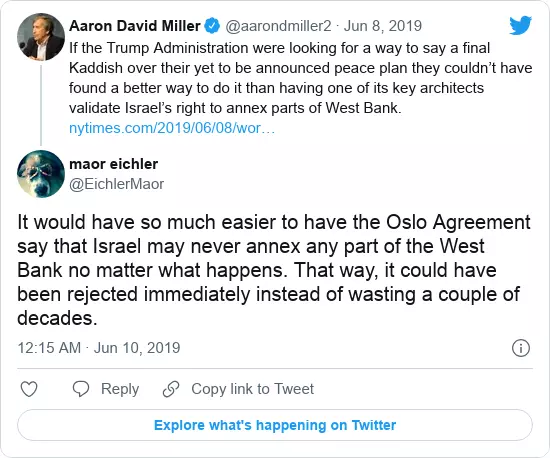 Aaron David Miller @aarondmiller2 · Jun 8, 2019
If the Trump Administration were looking for a way to say a final
Kaddish over their yet to be announced peace plan they couldn't have
found a better way to do it than having one of its key architects
validate Israel's right to annex parts of West Bank.
nytimes.com/2019/06/08/wor…
maor eichler
@EichlerMaor
It would have so much easier to have the Oslo Agreement
say that Israel may never annex any part of the West
Bank no matter what happens. That way, it could have
been rejected immediately instead of wasting a couple of
decades.
12:15 AM · Jun 10, 2019
Reply Copy link to Tweet
Explore what's happening on Twitter